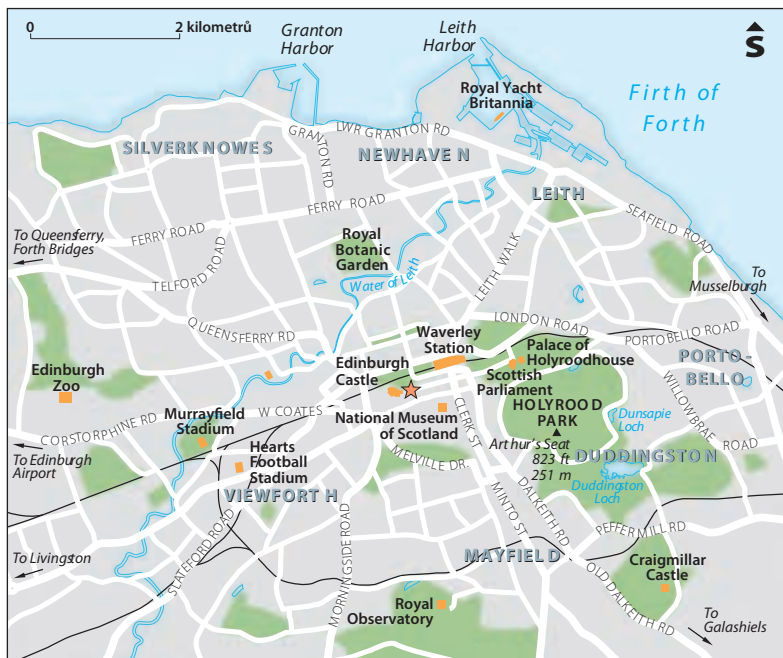 0
2 kilometrů
Granton
Harbor
Leith
Harbor
S
Royal Yacht
Britannia
Firth of
Forth
SILVERKNOWES
GRANTON RD
LWR GRANTON RD
NEWHAVEN
LEITH
SEAFIELD ROAD
FERRY ROAD
FERRY ROAD
To Queensferry,
Forth Bridges
TELFORD ROAD
Royal
Botanic
Garden
Water of Leith
LEITH WALK
To
Musselburgh
QUEENSFERRY RD
LONDON ROAD
PORTOBELLO ROAD
Waverley
Station
Edinburgh
Castle
Palace of
Holyroodhouse
Scottish
Parliament
PORTO-
BELLO
Edinburgh
Zoo
HOLYROOD
PARK
WILLOWBRAE
ROAD
Murrayfield
Stadium
W COATES
CORSTORPHINE RD
National Museum
of Scotland
CLERK ST
Dunsapie
Loch
Arthur's Seat
823 ft
251 m
DUDDINGSTON
To Edinburgh
Airport
Hearts
Football
Stadium
MELVILLE DR.
VIEWFORTH
Duddington
Loch
MINTO ST
DALKEITH RD
PEFFERMILL RD
SLATEFORD ROAD
MORNINGSIDE ROAD
To Livingston
MAYFIELD
Craigmillar
Castle
OLD DALKEITH RD
Royal
Observatory
To
Galashiels